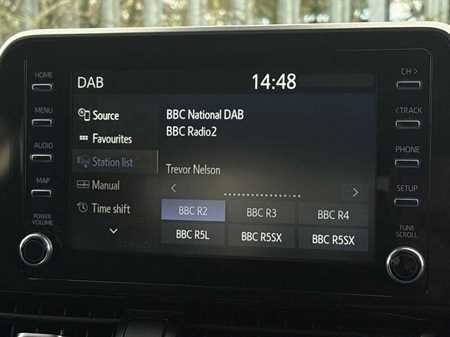 DAB
14:48
HOME
MENU
AUDIO
MAP
POWER
VOLUME
Source
Favourites
Station list
Manual
Time shift
BBC National DAB
BBC Radio2
Trevor Nelson
BBC R2
BBC R3
BBC R4
BBC R5L
BBC R5SX
BBC R5SX
CH >
< TRACK
PHONE
SETUP
TUNE
SCROLL